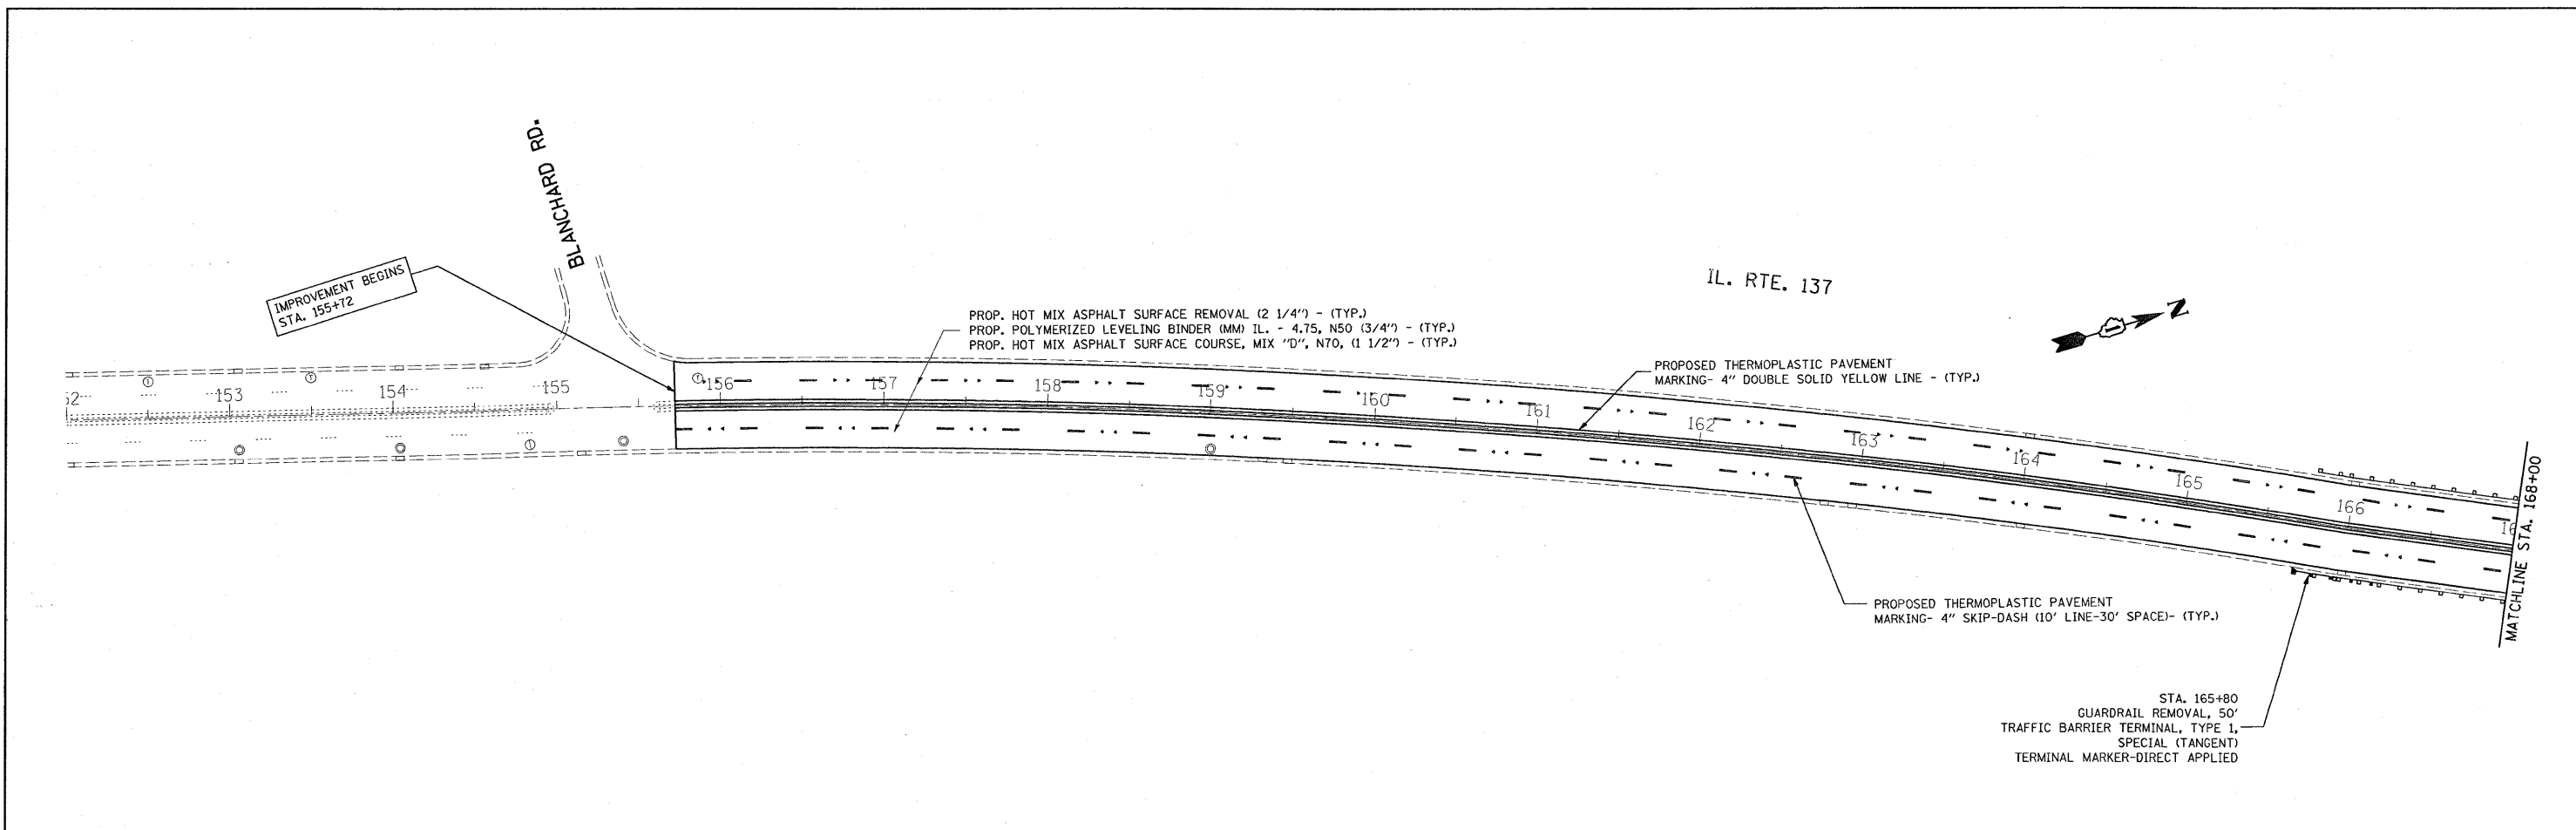 BLANCHARD RD.
IMPROVEMENT BEGINS
STA. 155+72
IL. RTE. 137
N
PROP. HOT MIX ASPHALT SURFACE REMOVAL (2 1/4") - (TYP.)
PROP. POLYMERIZED LEVELING BINDER (MM) IL. - 4.75, N50 (3/4") - (TYP.)
PROP. HOT MIX ASPHALT SURFACE COURSE, MIX "D", N70, (1 1/2") - (TYP.)
PROPOSED THERMOPLASTIC PAVEMENT
MARKING- 4" DOUBLE SOLID YELLOW LINE - (TYP.)
52 153 154 155 156 157 158 159 160 161 162 163 164 165 166 16
MATCHLINE STA. 168+00
PROPOSED THERMOPLASTIC PAVEMENT
MARKING- 4" SKIP-DASH (10' LINE-30' SPACE)- (TYP.)
STA. 165+80
GUARDRAIL REMOVAL, 50'
TRAFFIC BARRIER TERMINAL, TYPE 1,
SPECIAL (TANGENT)
TERMINAL MARKER-DIRECT APPLIED